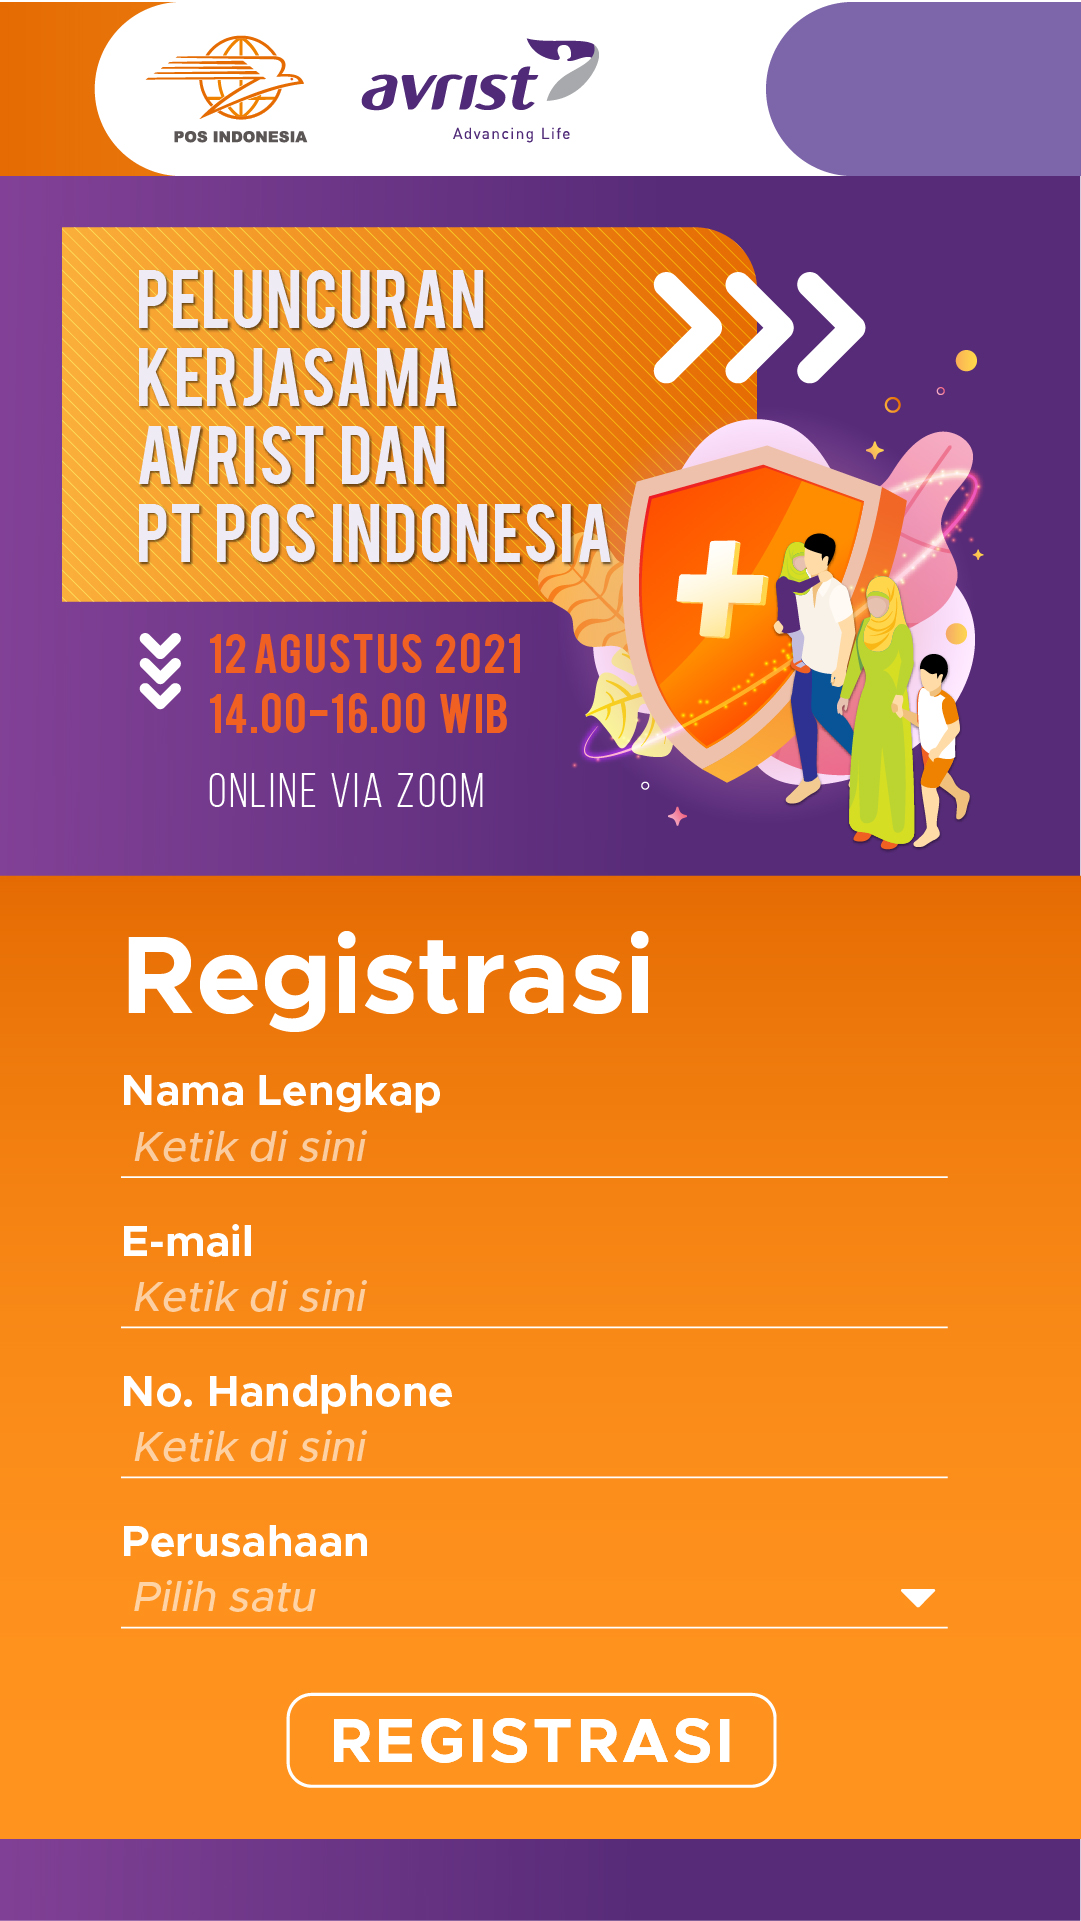 POS INDONESIA
avrist
Advancing Life
PELUNCURAN
KERJASAMA
AVRIST DAN
PT POS INDONESIA
12 AGUSTUS 2021
14.00-16.00 WIB
ONLINE VIA ZOOM
Registrasi
Nama Lengkap
Ketik di sini
E-mail
Ketik di sini
No. Handphone
Ketik di sini
Perusahaan
Pilih satu
REGISTRASI